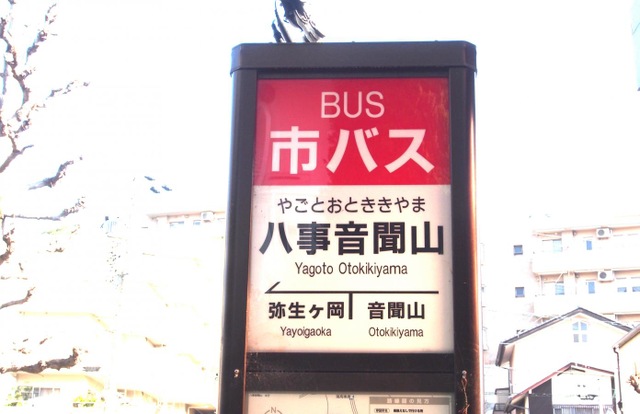 BUS
市バス
やごとおとききやま
八事音聞山
Yagoto Otokikiyama
弥生ヶ岡 音聞山
Yayoigaoka Otokikiyama
N